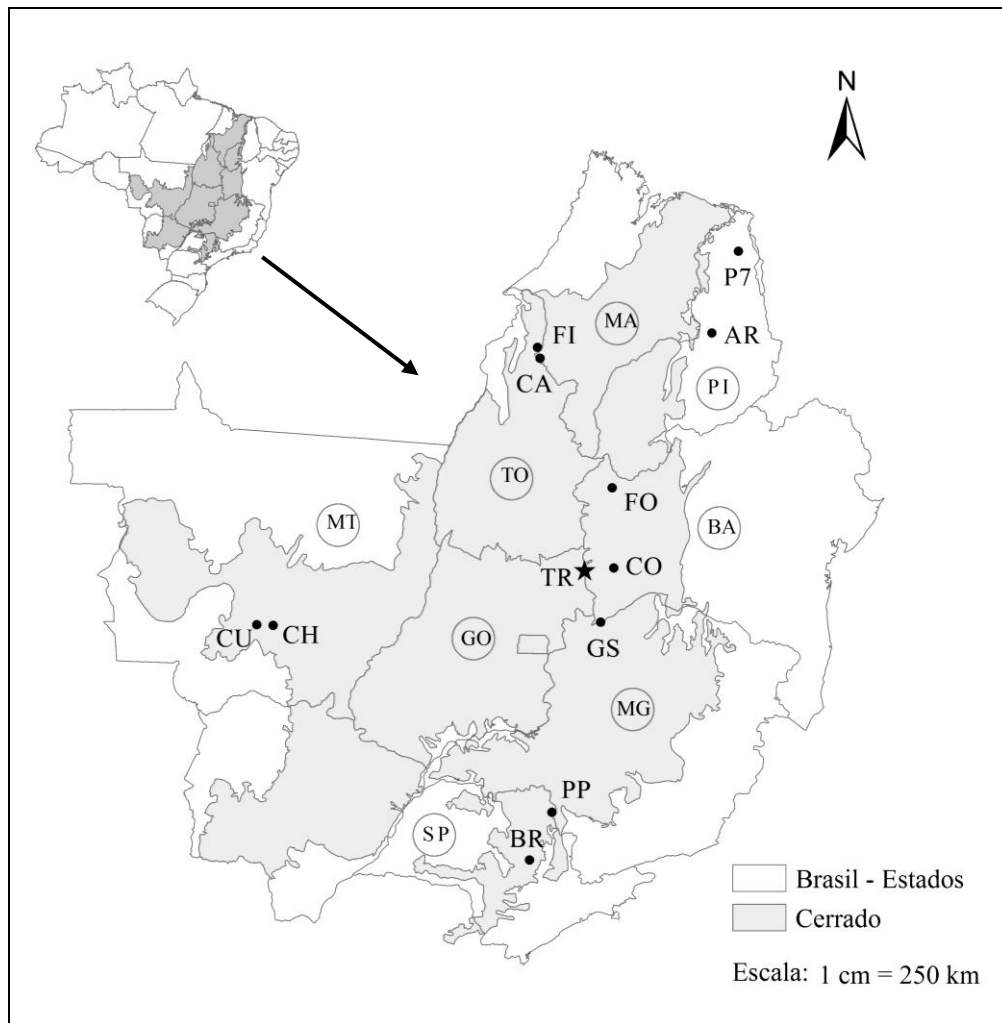 N
P7
MA
FI
AR
CA
PI
TO
FO
MT
BA
CO
TR
CU
CH
GO
GS
MG
PP
SP
BR
Brasil - Estados
Cerrado
Escala: 1 cm = 250 km